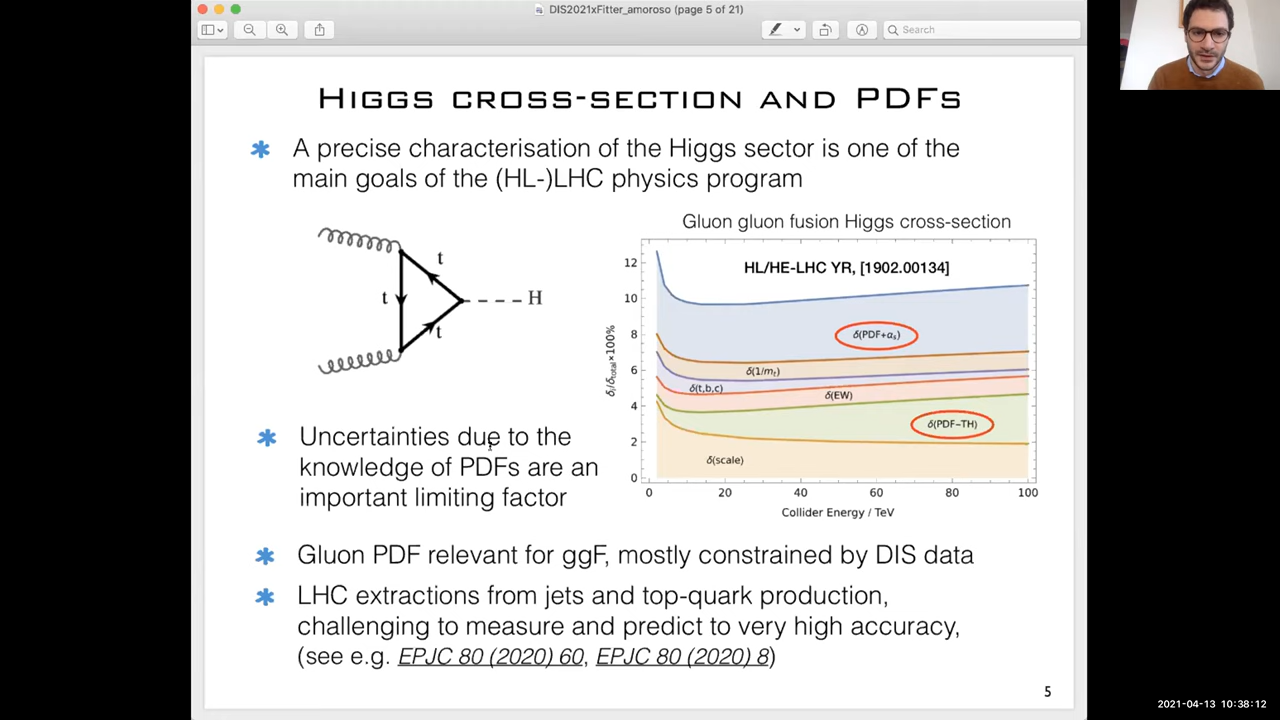 DIS2021xFitter_amoroso (page 5 of 21)
Search
Higgs cross-section and PDFs
A precise characterisation of the Higgs sector is one of the
main goals of the (HL-)LHC physics program
Gluon gluon fusion Higgs cross-section
t
t
t
H
HL/HE-LHC YR, [1902.00134]
δ(PDF+αs)
δ(1/mt)
δ(t,b,c)
δ(EW)
δ(PDF–TH)
δ(scale)
δi/δtotal×100%
12
10
8
6
4
2
0
0 20 40 60 80 100
Collider Energy / TeV
Uncertainties due to the
knowledge of PDFs are an
important limiting factor
Gluon PDF relevant for ggF, mostly constrained by DIS data
LHC extractions from jets and top-quark production,
challenging to measure and predict to very high accuracy,
(see e.g. EPJC 80 (2020) 60, EPJC 80 (2020) 8)
5
2021-04-13 10:38:12